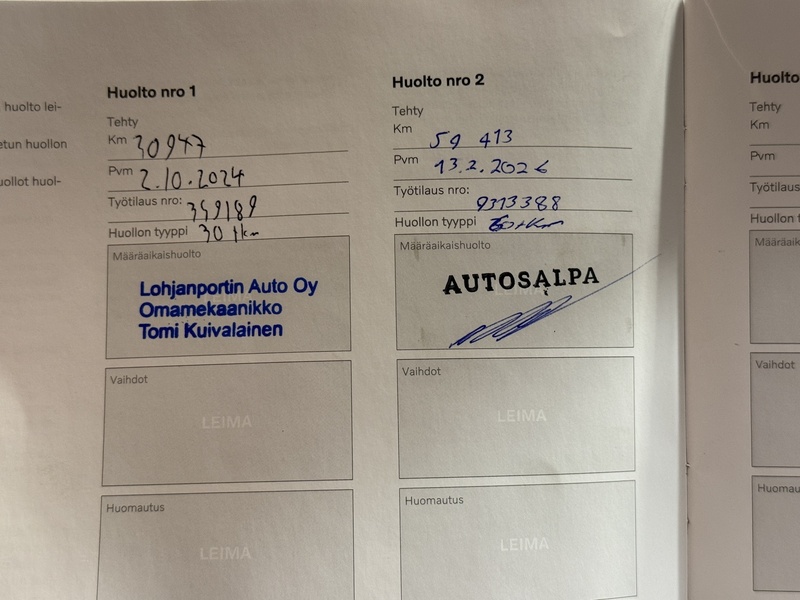 huolto lei-
etun huollon
uollot huol-
Huolto nro 1
Tehty
Km 30947
Pvm 2.10.2024
Työtilaus nro: 359189
Huollon tyyppi 30 tkm
Määräaikaishuolto
Lohjanportin Auto Oy
Omamekaanikko
Tomi Kuivalainen
Vaihdot
LEIMA
Huomautus
LEIMA
Huolto nro 2
Tehty
Km 59 413
Pvm 13.2.2026
Työtilaus nro: 9313388
Huollon tyyppi 60tkm
Määräaikaishuolto
AUTOSALPA
Vaihdot
LEIMA
Huomautus
LEIMA
Huolto
Tehty
Km
Pvm
Työtilaus
Huollon t
Määräaik
Vaihdot
Huomau